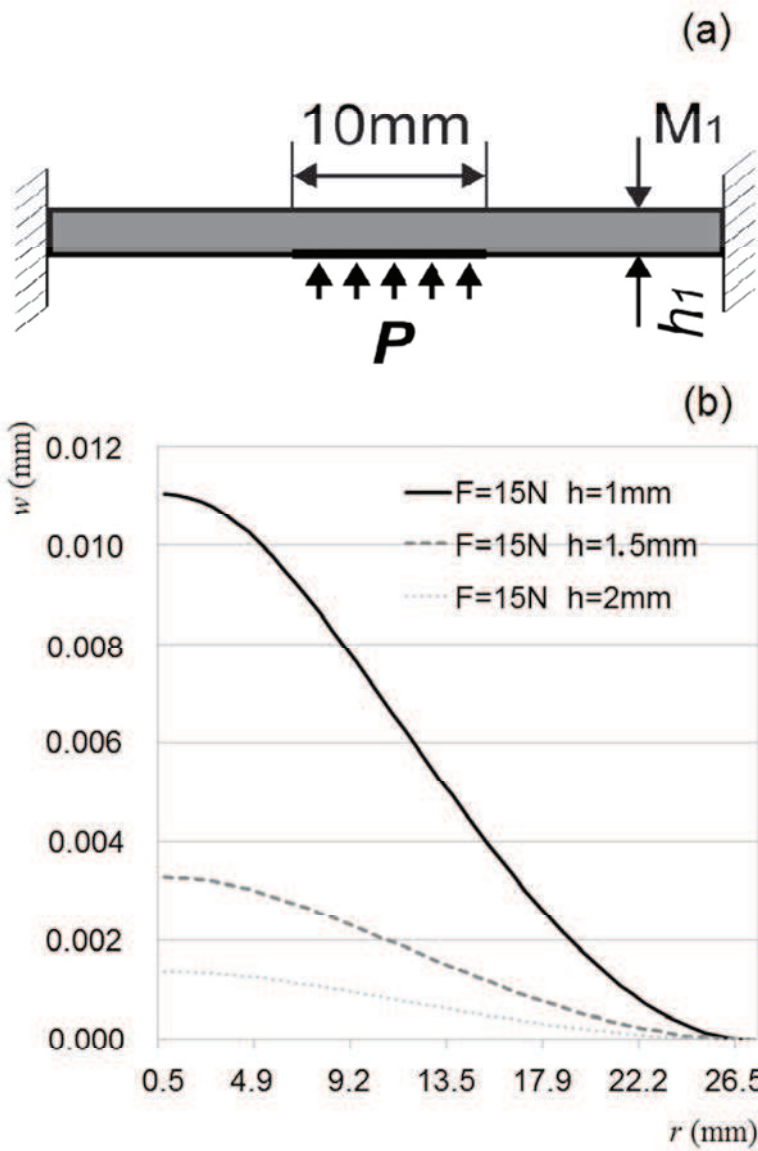 (a)
10mm
M1
P
h1
(b)
w (mm)
0.012
0.010
0.008
0.006
0.004
0.002
0.000
F=15N h=1mm
F=15N h=1.5mm
F=15N h=2mm
0.5 4.9 9.2 13.5 17.9 22.2 26.5
r (mm)